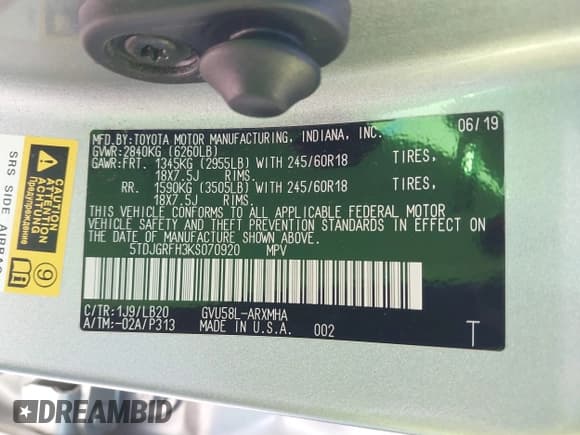 MFD.BY:TOYOTA MOTOR MANUFACTURING, INDIANA, INC. 06/19
GVWR:2840KG (6260LB)
GAWR:FRT. 1345KG (2955LB) WITH 245/60R18 TIRES,
18X7.5J RIMS.
RR. 1590KG (3505LB) WITH 245/60R18 TIRES,
18X7.5J RIMS.
THIS VEHICLE CONFORMS TO ALL APPLICABLE FEDERAL MOTOR
VEHICLE SAFETY AND THEFT PREVENTION STANDARDS IN EFFECT ON
THE DATE OF MANUFACTURE SHOWN ABOVE.
5TDJGRFH3KS070920 MPV
C/TR:1J9/LB20 GVU58L-ARXMHA
A/TM:-02A/P313 MADE IN U.S.A. 002 T
SRS SIDE AIRBAG
CAUTION
ATTENTION
ACHTUNG
Предупреждение
9
DREAMBID